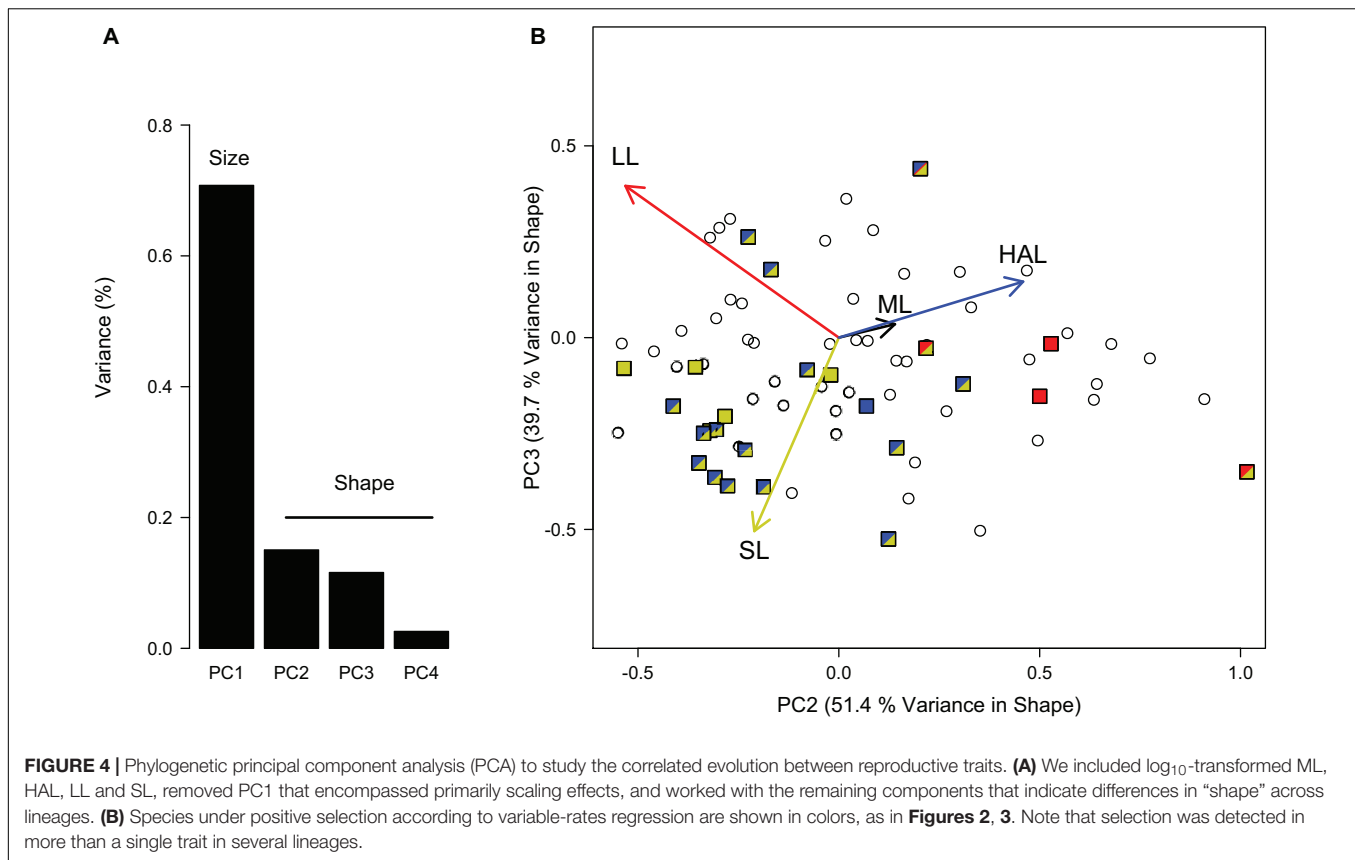 A
B
0.8
0.6
0.4
0.2
0.0
Variance (%)
Size
Shape
PC1 PC2 PC3 PC4
0.5
0.0
-0.5
PC3 (39.7 % Variance in Shape)
LL
HAL
ML
SL
-0.5 0.0 0.5 1.0
PC2 (51.4 % Variance in Shape)
FIGURE 4 | Phylogenetic principal component analysis (PCA) to study the correlated evolution between reproductive traits. (A) We included log10-transformed ML,
HAL, LL and SL, removed PC1 that encompassed primarily scaling effects, and worked with the remaining components that indicate differences in “shape” across
lineages. (B) Species under positive selection according to variable-rates regression are shown in colors, as in Figures 2, 3. Note that selection was detected in
more than a single trait in several lineages.